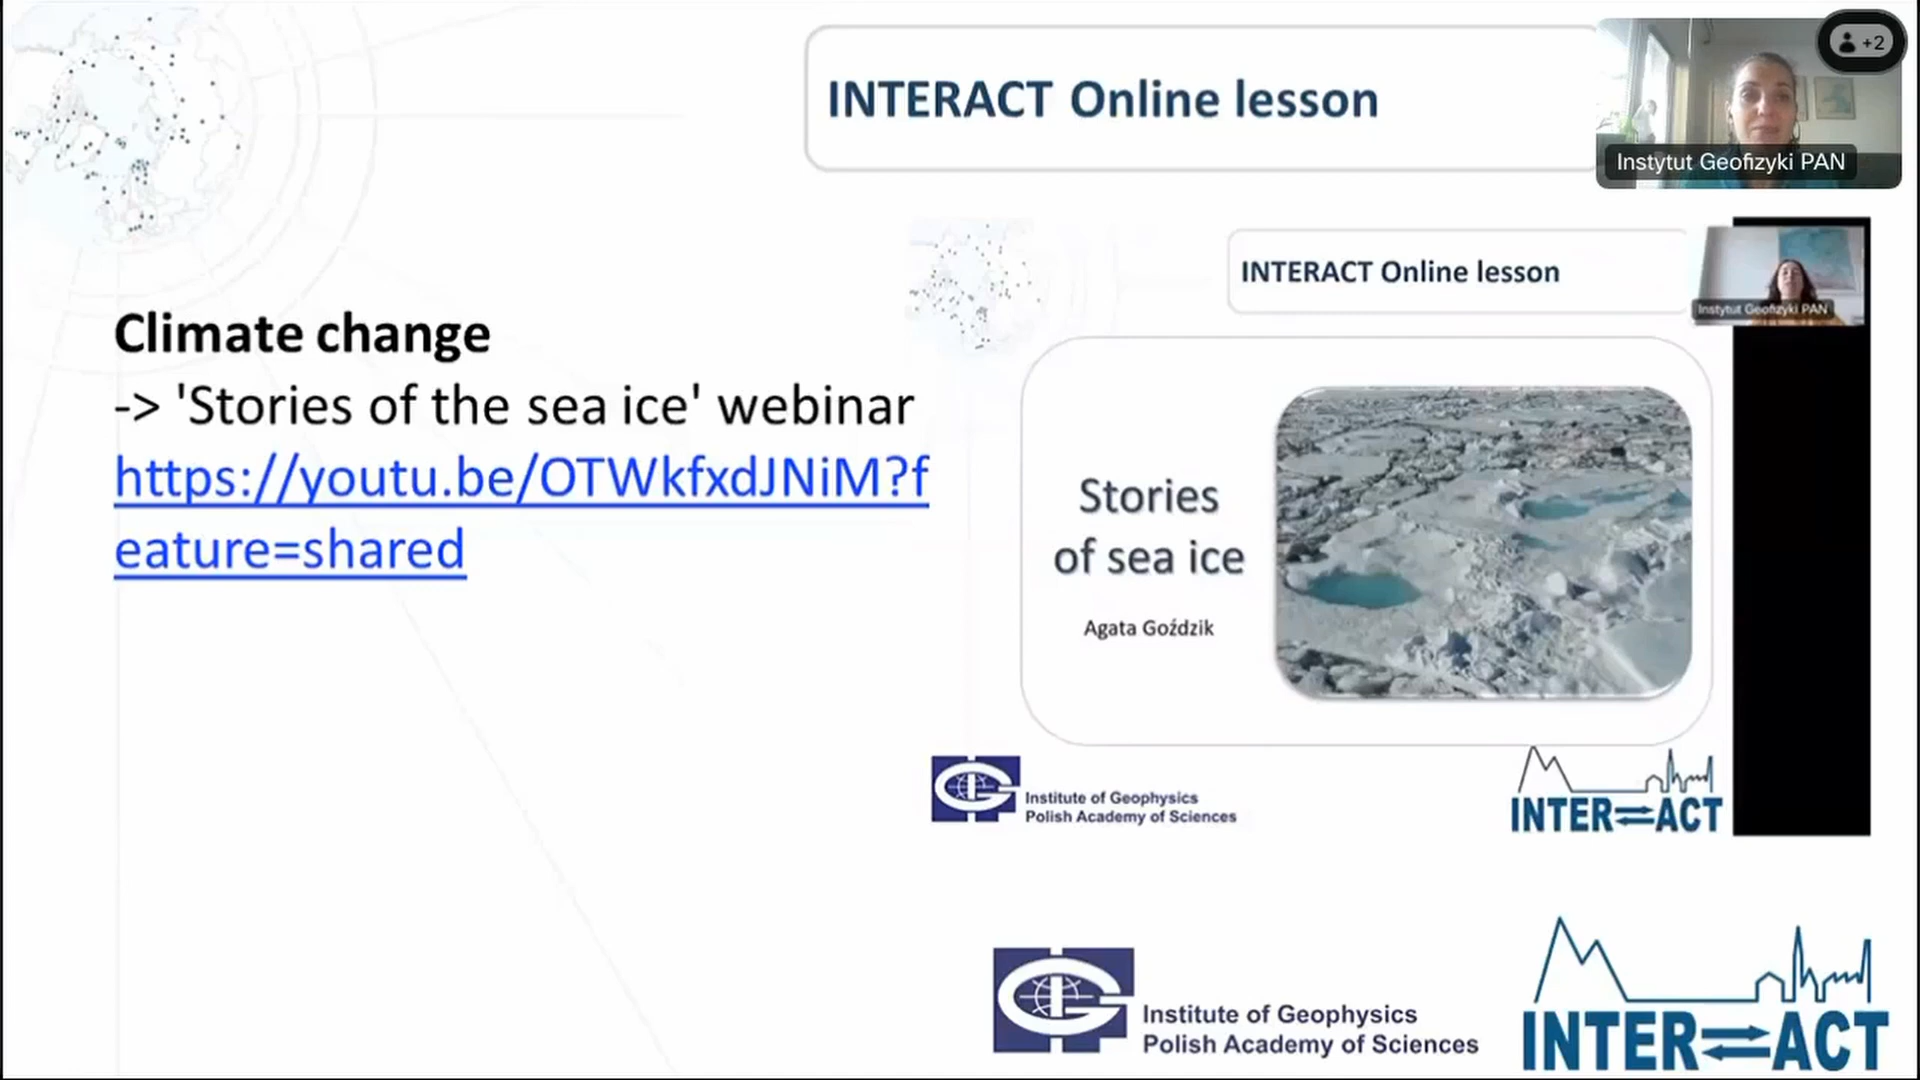 INTERACT Online lesson
+2
Instytut Geofizyki PAN
Climate change
-> 'Stories of the sea ice' webinar
https://youtu.be/OTWkfxdJNiM?f
eature=shared
INTERACT Online lesson
Instytut Geofizyki PAN
Stories
of sea ice
Agata Goździk
Institute of Geophysics
Polish Academy of Sciences
INTER ACT
Institute of Geophysics
Polish Academy of Sciences
INTER ACT